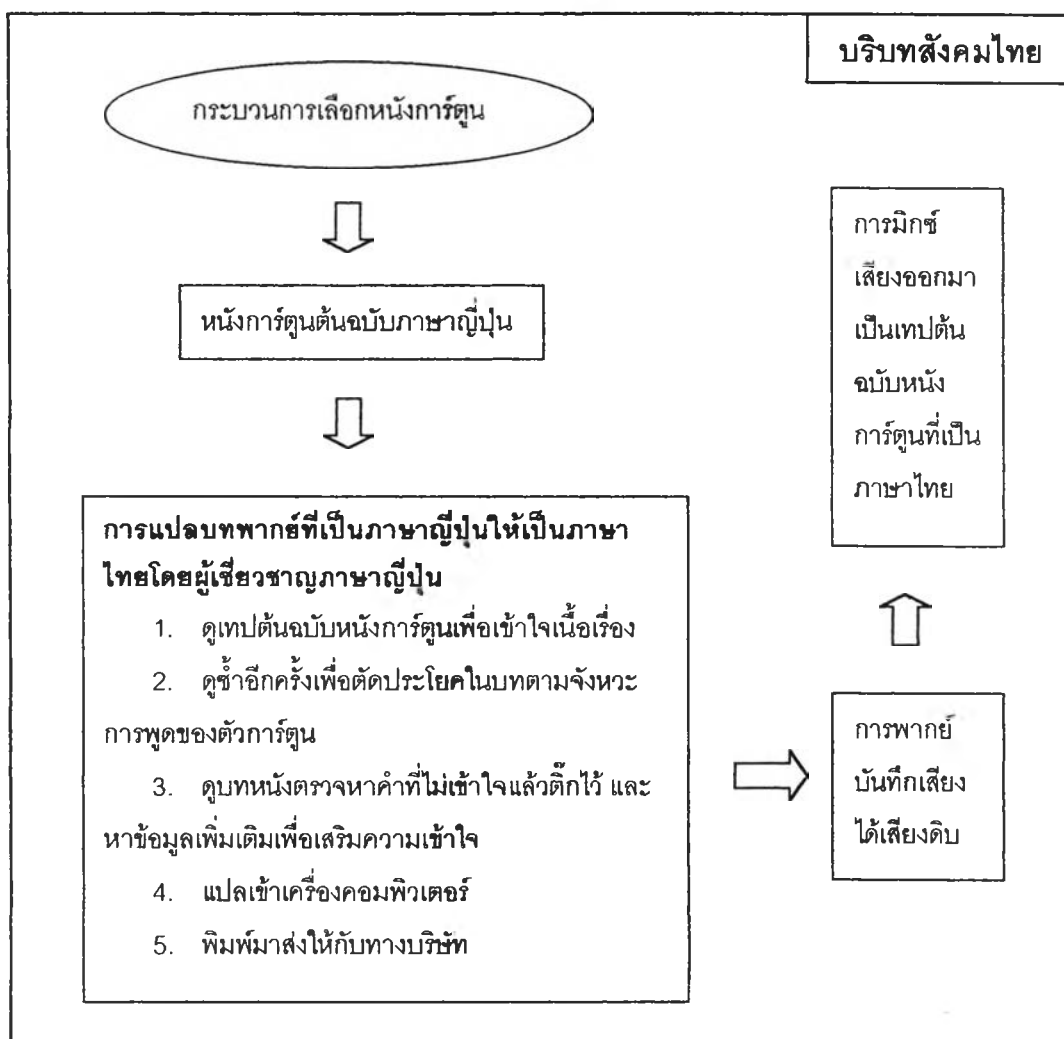 บริบทสังคมไทย
กระบวนการเลือกหนังการ์ตูน
หนังการ์ตูนต้นฉบับภาษาญี่ปุ่น
การแปลบทพากย์ที่เป็นภาษาญี่ปุ่นให้เป็นภาษา
ไทยโดยผู้เชี่ยวชาญภาษาญี่ปุ่น
1. ดูเทปต้นฉบับหนังการ์ตูนเพื่อเข้าใจเนื้อเรื่อง
2. ดูซ้ำอีกครั้งเพื่อตัดประโยคในบทตามจังหวะ
การพูดของตัวการ์ตูน
3. ดูบทหนังตรวจหาคำที่ไม่เข้าใจแล้วติ๊กไว้ และ
หาข้อมูลเพิ่มเติมเพื่อเสริมความเข้าใจ
4. แปลเข้าเครื่องคอมพิวเตอร์
5. พิมพ์มาส่งให้กับทางบริษัท
การพากย์
บันทึกเสียง
ได้เสียงดิบ
การมิกซ์
เสียงออกมา
เป็นเทปต้น
ฉบับหนัง
การ์ตูนที่เป็น
ภาษาไทย